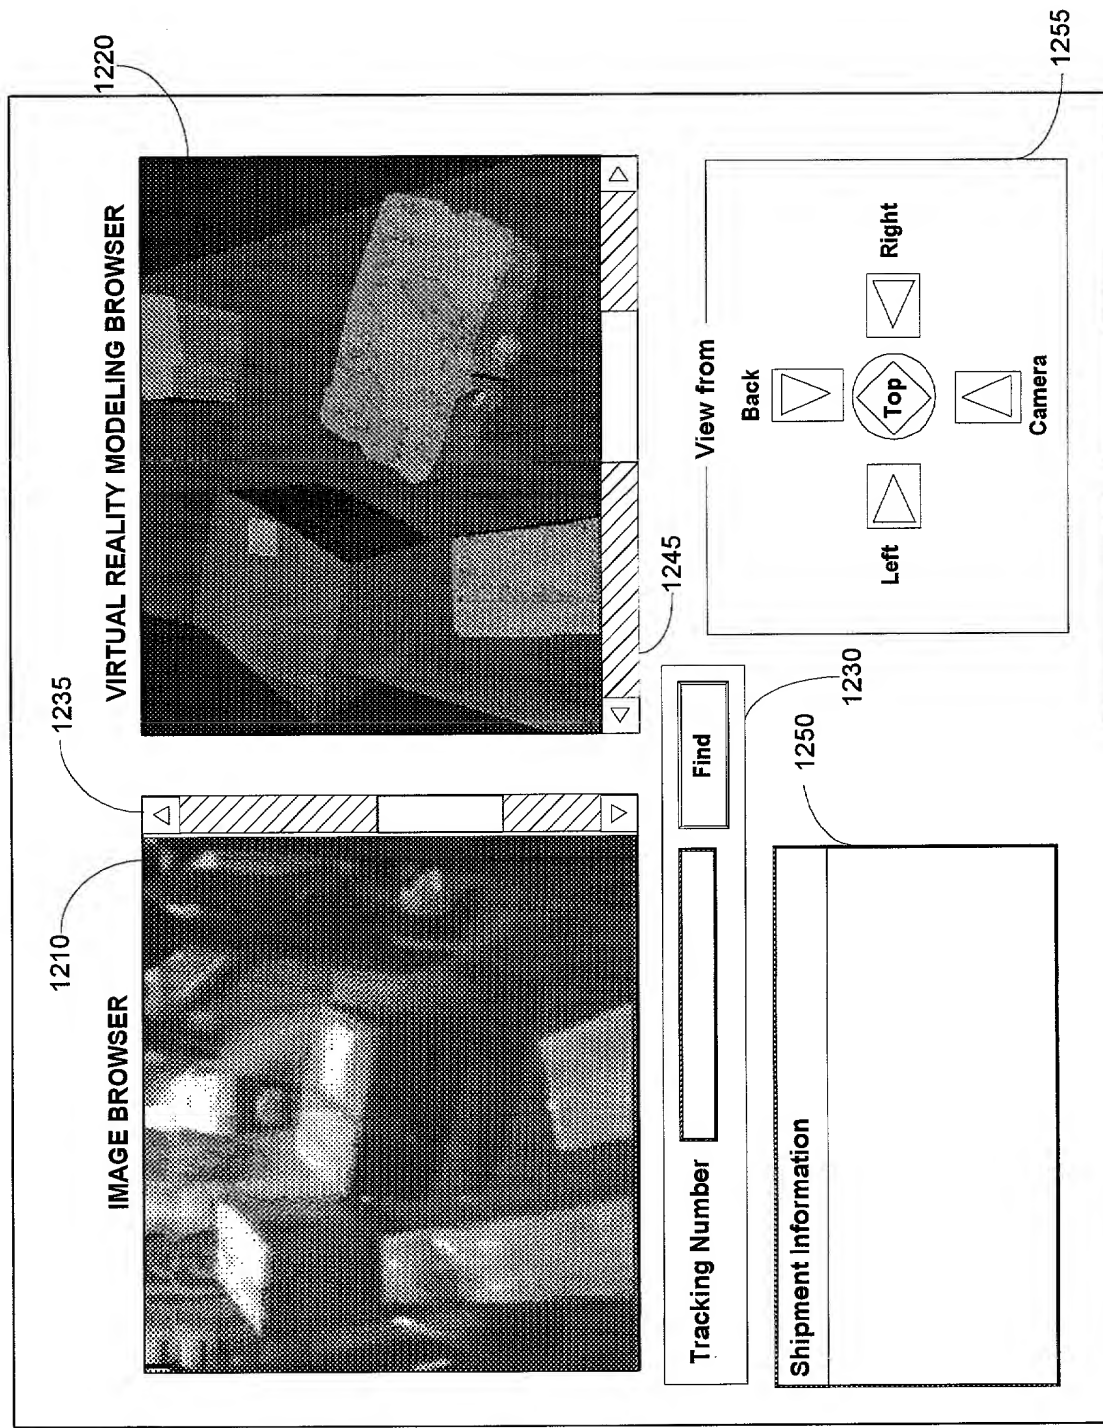 1220
VIRTUAL REALITY MODELING BROWSER
1235
1210
IMAGE BROWSER
1245
Tracking Number
Find
1230
View from
Back
Left
Top
Right
Camera
1255
1250
Shipment Information